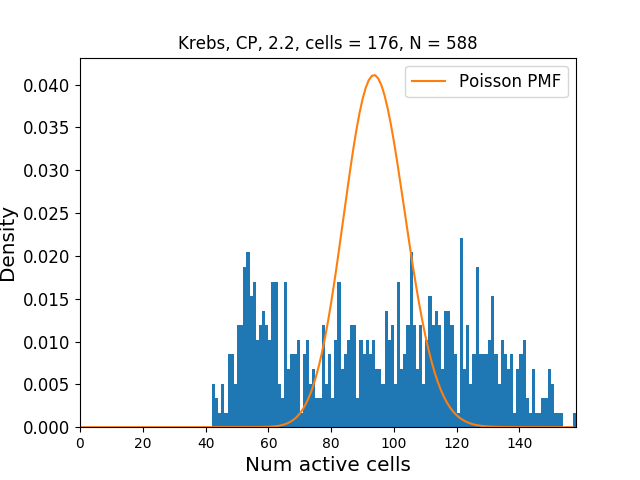 Krebs, CP, 2.2, cells = 176, N = 588
Poisson PMF
0.040
0.035
0.030
0.025
0.020
0.015
0.010
0.005
0.000
Density
0 20 40 60 80 100 120 140
Num active cells